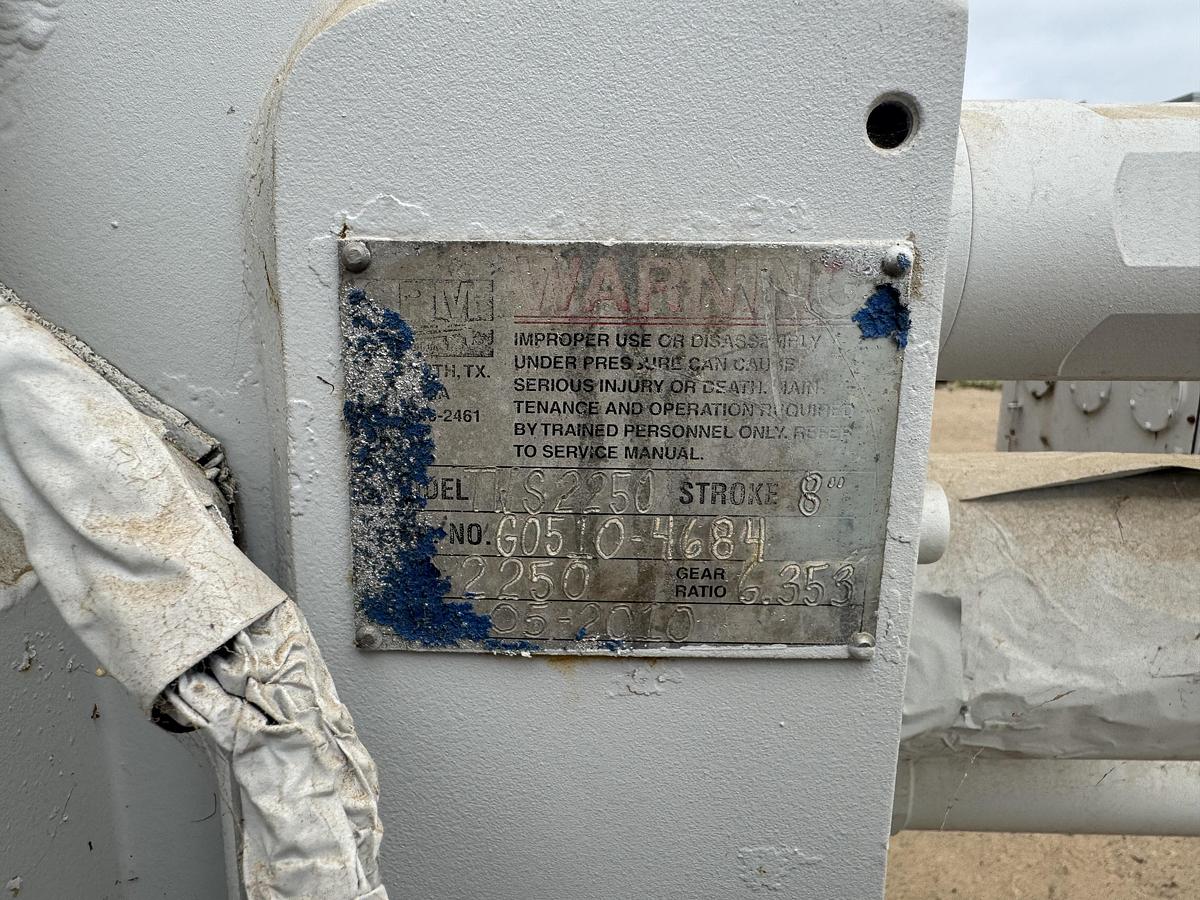 WARNING
IMPROPER USE OR DISASSEMBLY
UNDER PRESSURE CAN CAUSE
SERIOUS INJURY OR DEATH. MAIN-
TENANCE AND OPERATION REQUIRED
BY TRAINED PERSONNEL ONLY. REFER
TO SERVICE MANUAL.
TH, TX.
A
-2461
DEL S2250 STROKE 8"
NO. G0510-4684
2250 GEAR RATIO 6.353
05-2010